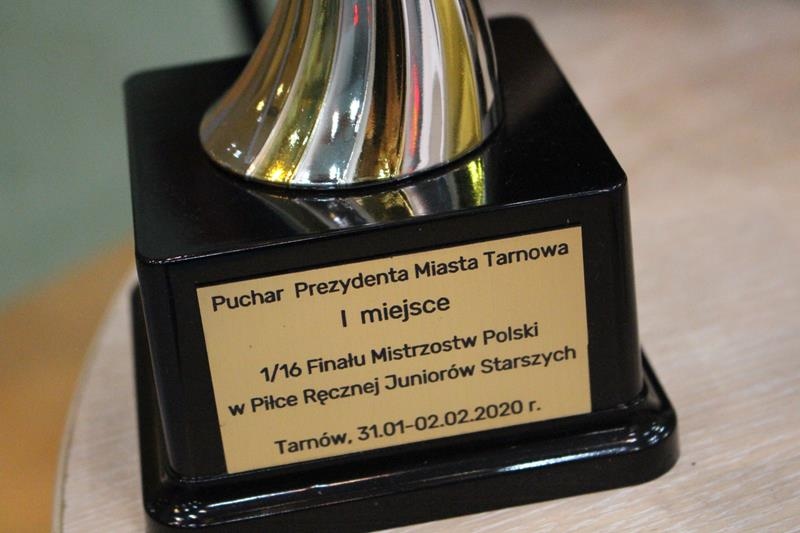 Puchar Prezydenta Miasta Tarnowa
I miejsce
1/16 Finału Mistrzostw Polski
w Piłce Ręcznej Juniorów Starszych
Tarnów, 31.01-02.02.2020 r.